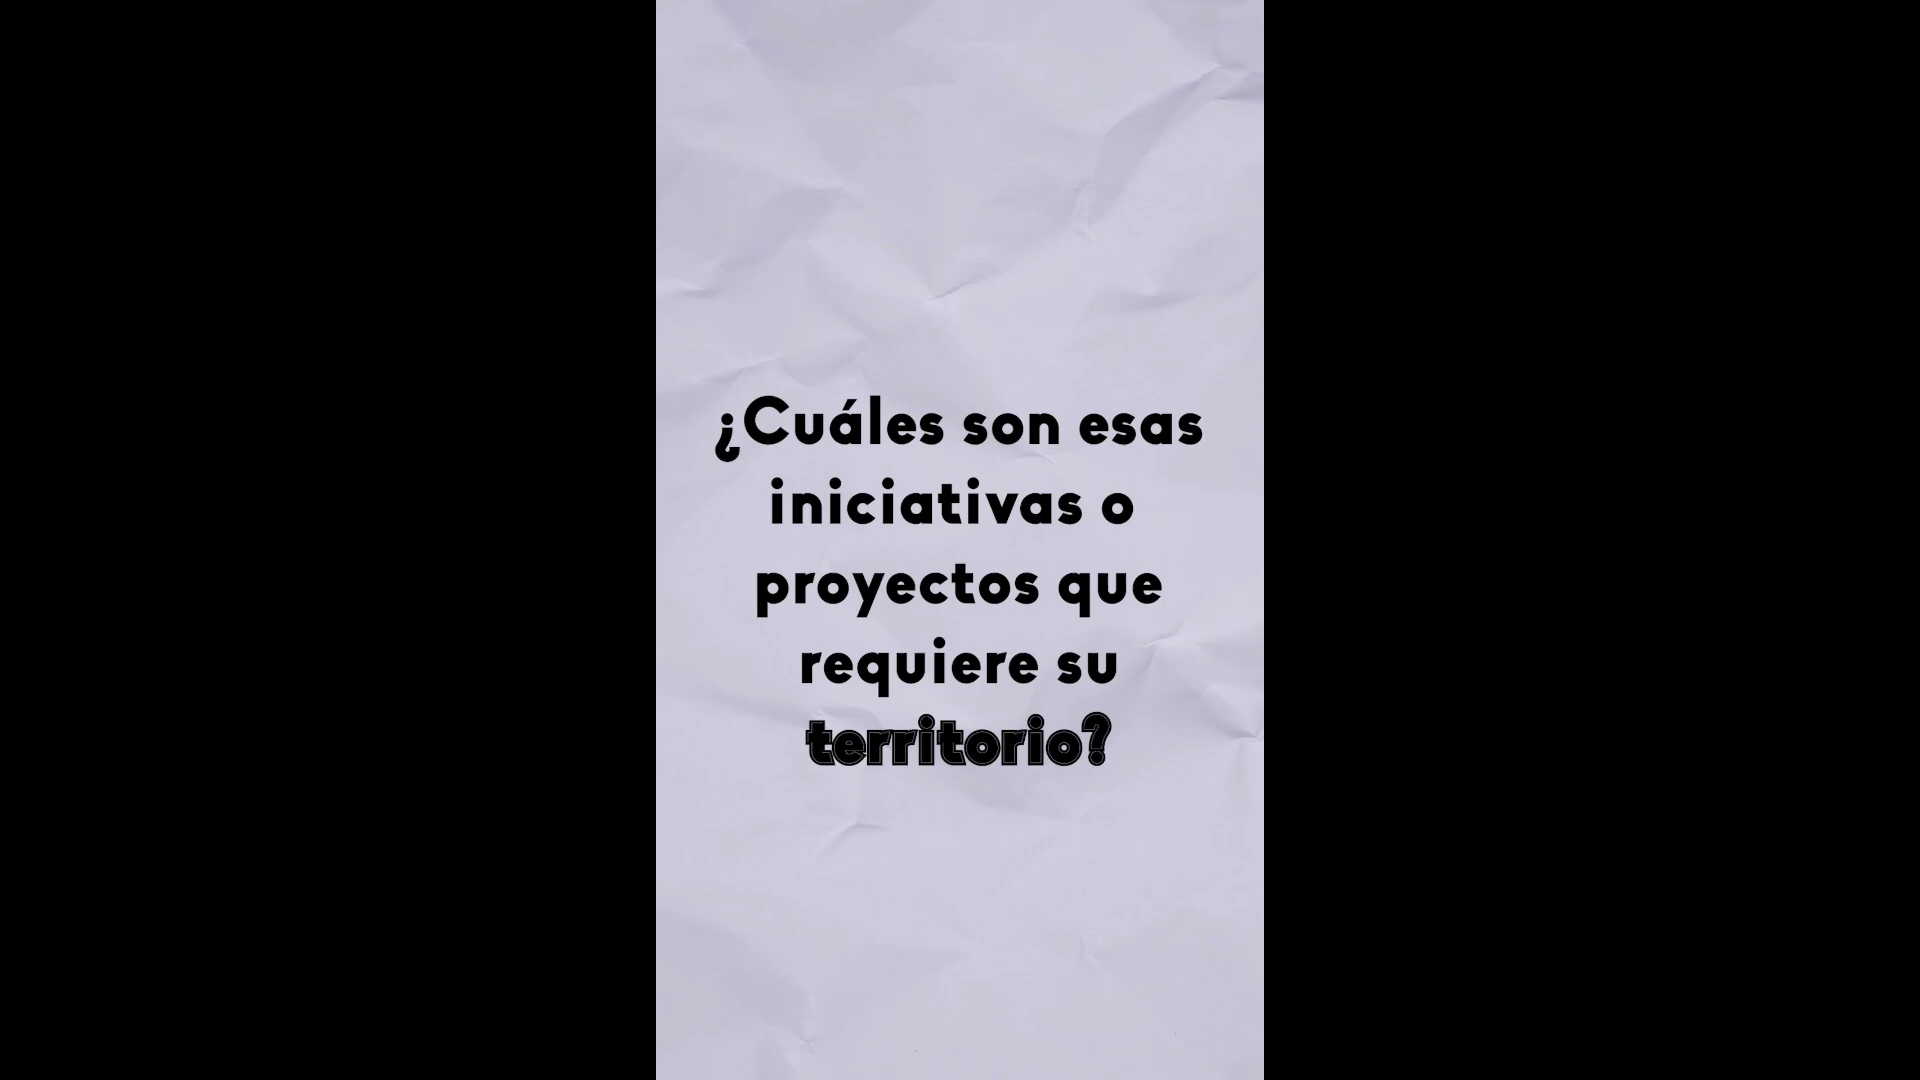 ¿Cuáles son esas
iniciativas o
proyectos que
requiere su
territorio?